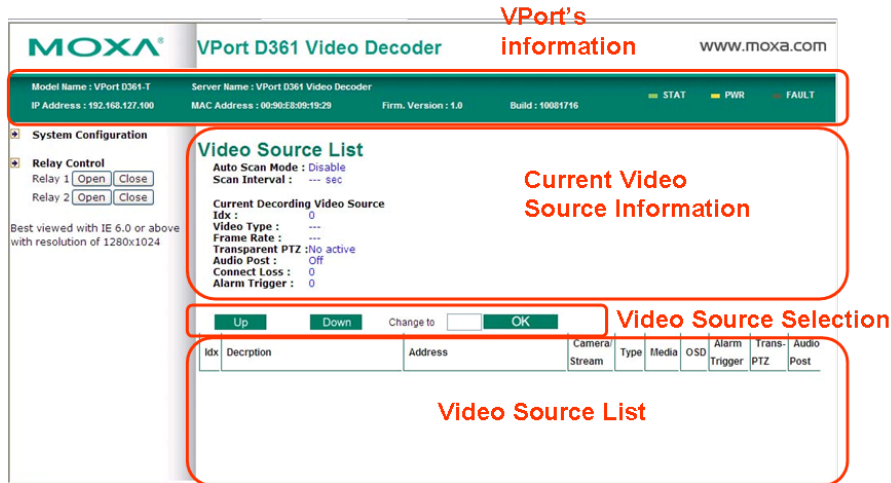 VPort's
information
MOXA®
VPort D361 Video Decoder
www.moxa.com
Model Name : VPort D361-T
Server Name : VPort D361 Video Decoder
IP Address : 192.168.127.100
MAC Address : 00:90:E8:09:19:29
Firm. Version : 1.0
Build : 10081716
STAT
PWR
FAULT
System Configuration
Relay Control
Relay 1 Open Close
Relay 2 Open Close
Best viewed with IE 6.0 or above
with resolution of 1280x1024
Video Source List
Auto Scan Mode : Disable
Scan Interval : --- sec
Current Decoding Video Source
Idx : 0
Video Type : ---
Frame Rate : ---
Transparent PTZ :No active
Audio Post : Off
Connect Loss : 0
Alarm Trigger : 0
Current Video
Source Information
Up Down Change to OK
Video Source Selection
Idx Decrption Address Camera/ Stream Type Media OSD Alarm Trigger Trans- PTZ Audio Post
Video Source List